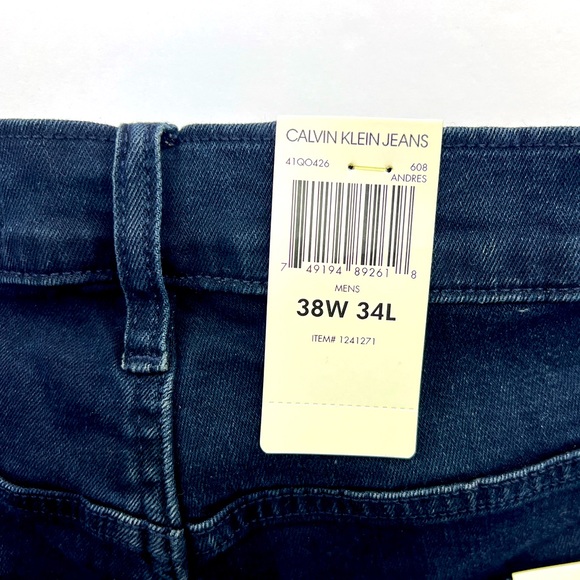 CALVIN KLEIN JEANS
41QO426 608
ANDRES
7 49194 89261 8
MENS
38W 34L
ITEM# 1241271